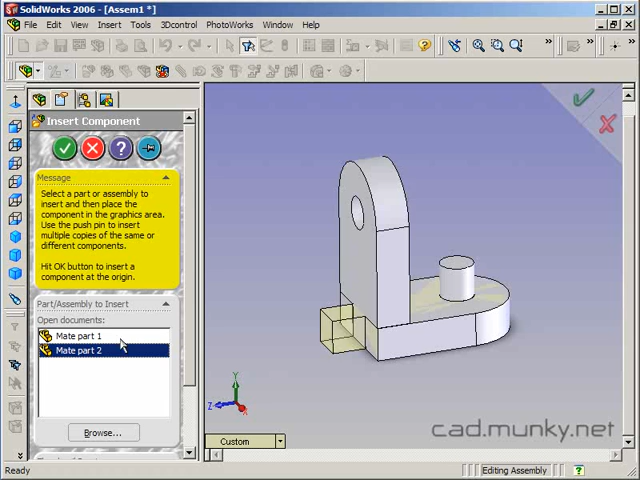 SolidWorks 2006 - [Assem1 *]
File Edit View Insert Tools 3Dcontrol PhotoWorks Window Help
Insert Component
Message
Select a part or assembly to
insert and then place the
component in the graphics area.
Use the push pin to insert
multiple copies of the same or
different components.
Hit OK button to insert a
component at the origin.
Part/Assembly to Insert
Open documents:
Mate part 1
Mate part 2
Browse...
Y
Z
X
Custom
cad.munky.net
Ready
Editing Assembly